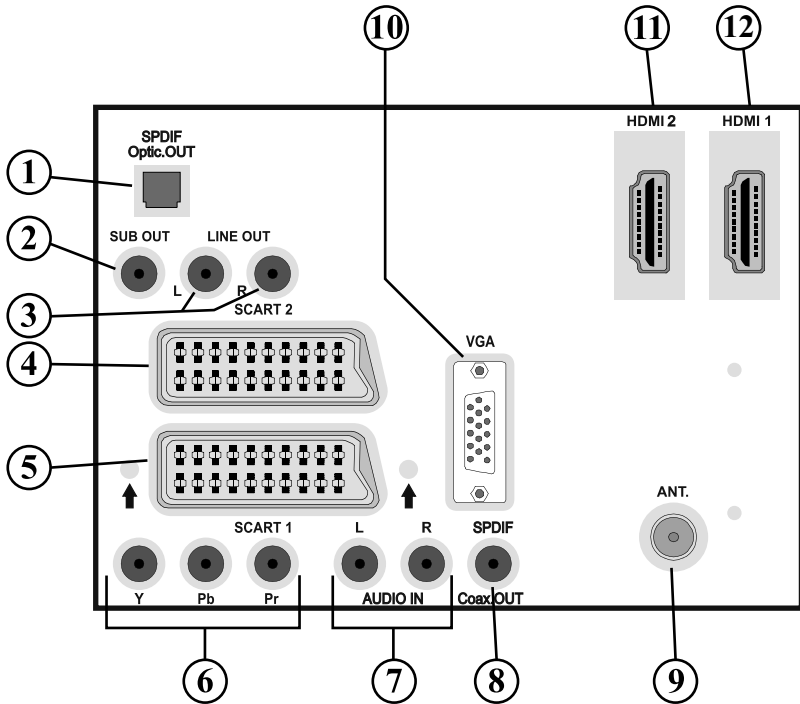 10
11
12
HDMI 2
HDMI 1
SPDIF
Optic.OUT
1
SUB OUT
LINE OUT
2
L
R
3
SCART 2
4
VGA
5
ANT.
SCART 1
L
R
SPDIF
Y
Pb
Pr
AUDIO IN
Coax.OUT
6
7
8
9